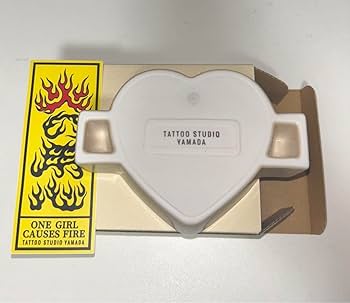 ONE GIRL
CAUSES FIRE
TATTOO STUDIO YAMADA
TATTOO STUDIO
YAMADA